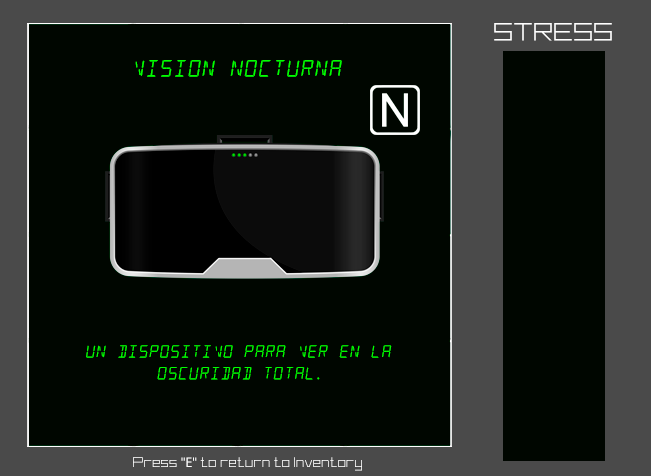 STRESS
VISION NOCTURNA
N
UN DISPOSITIVO PARA VER EN LA
OSCURIDAD TOTAL.
Press "E" to return to Inventory